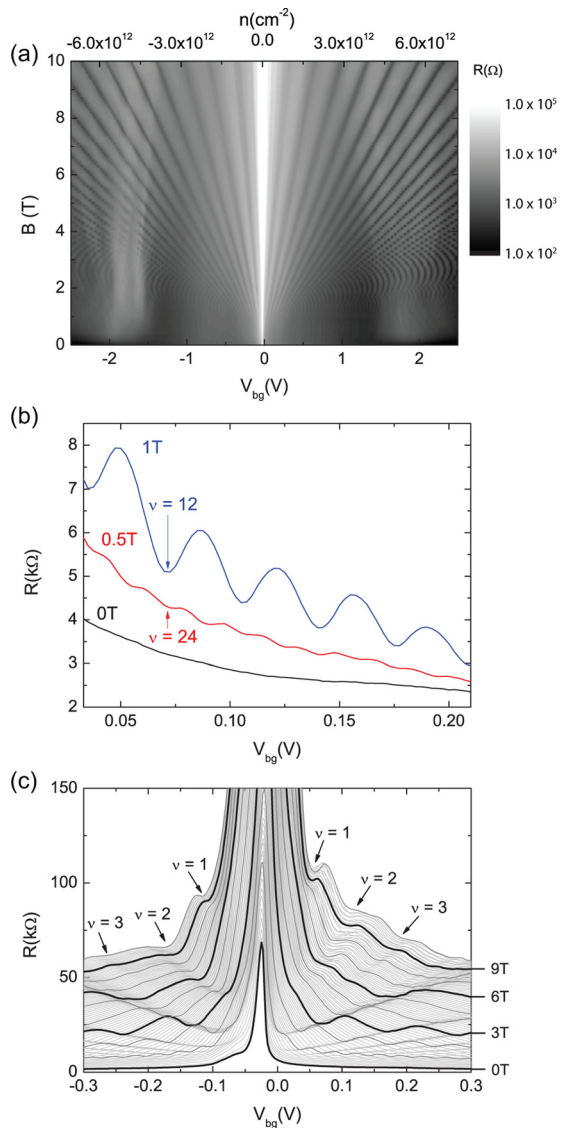 n(cm⁻²)
-6.0x10¹² -3.0x10¹² 0.0 3.0x10¹² 6.0x10¹²
(a)
R(Ω)
10
1.0 x 10⁵
8
1.0 x 10⁴
6
B (T)
4
1.0 x 10³
2
1.0 x 10²
0
-2 -1 0 1 2
V_bg(V)
(b)
8
1T
7
ν = 12
6
0.5T
R(kΩ)
5
0T
4
ν = 24
3
2
0.05 0.10 0.15 0.20
V_bg(V)
(c)
150
ν = 1
ν = 1
100
ν = 2
ν = 2
ν = 3
ν = 3
R(kΩ)
9T
50
6T
3T
0
0T
-0.3 -0.2 -0.1 0.0 0.1 0.2 0.3
V_bg(V)